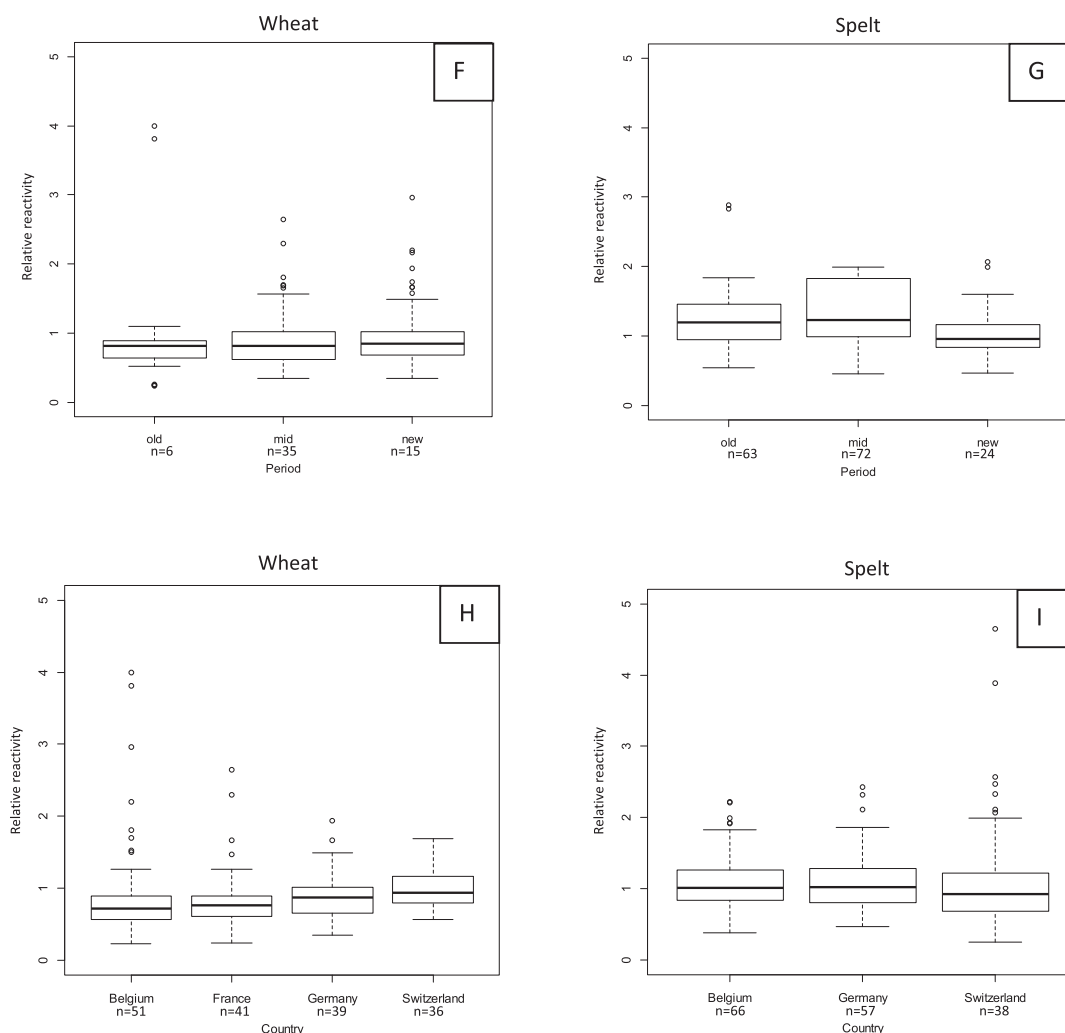 Wheat
F
Relative reactivity
5
4
3
2
1
0
old mid new
n=6 n=35 n=15
Period
Spelt
G
Relative reactivity
5
4
3
2
1
0
old mid new
n=63 n=72 n=24
Period
Wheat
H
Relative reactivity
5
4
3
2
1
0
Belgium France Germany Switzerland
n=51 n=41 n=39 n=36
Country
Spelt
I
Relative reactivity
5
4
3
2
1
0
Belgium Germany Switzerland
n=66 n=57 n=38
Country